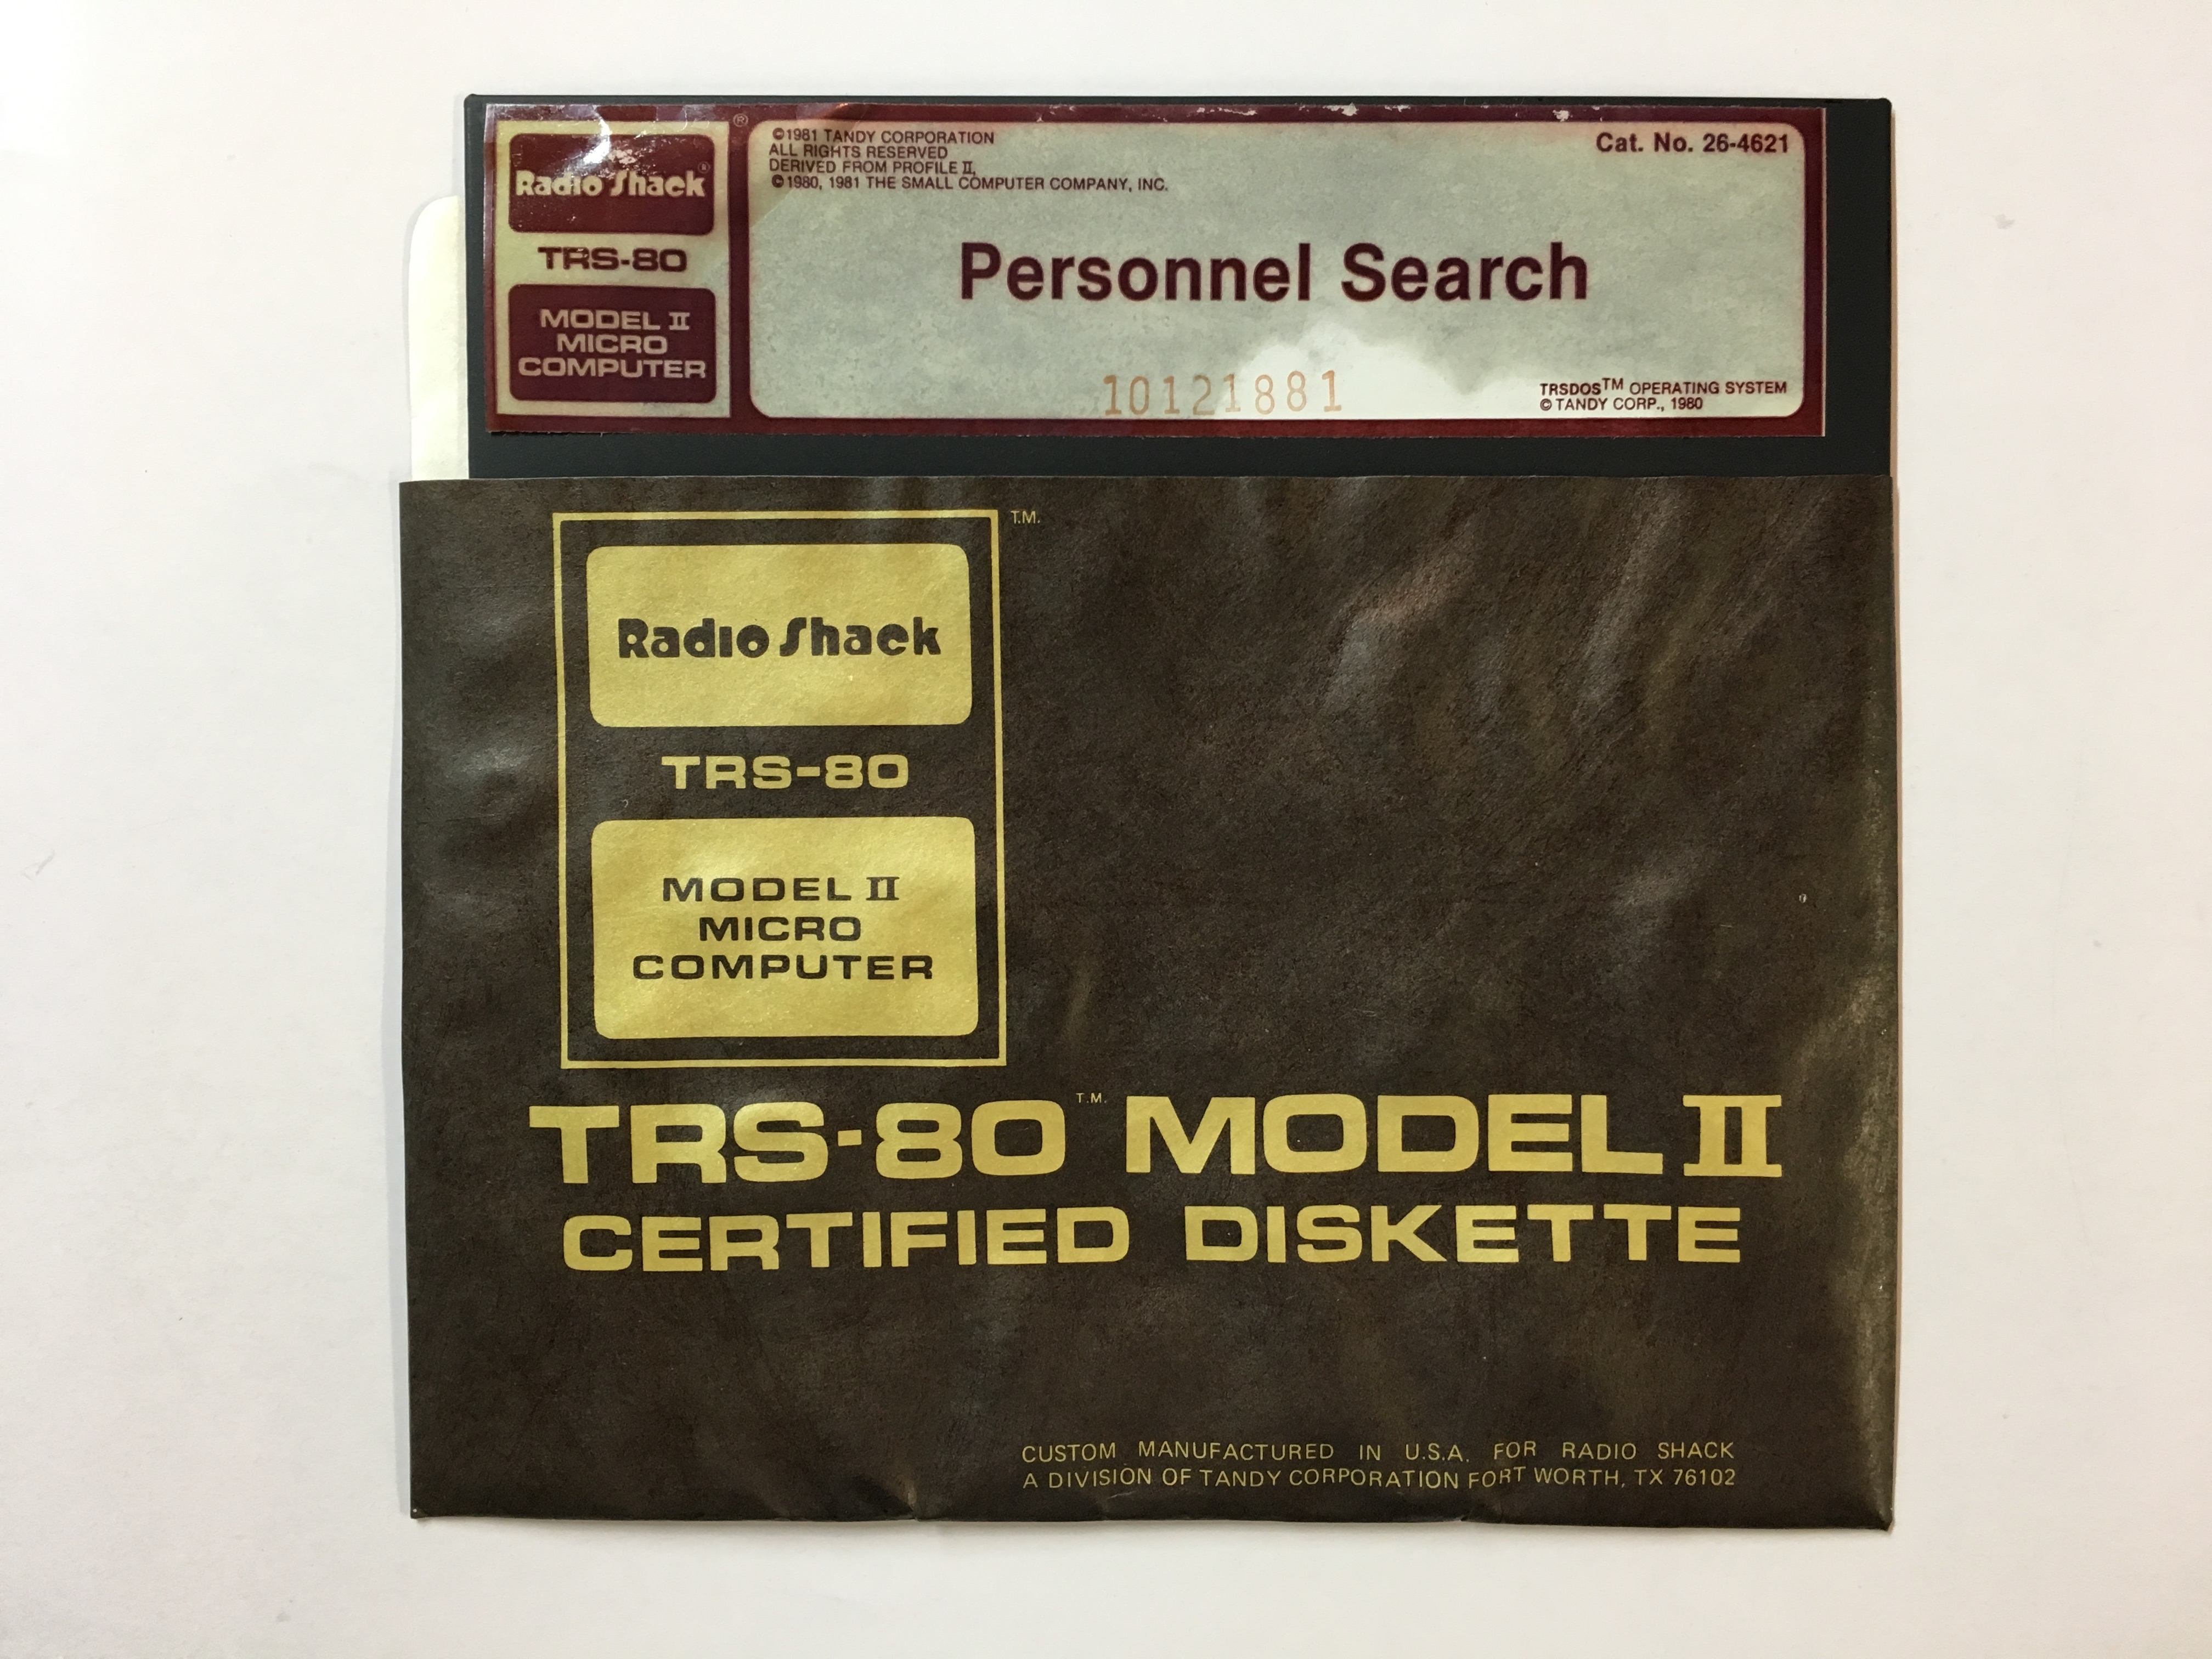 Radio Shack ®
TRS-80
MODEL II
MICRO
COMPUTER
®
©1981 TANDY CORPORATION
ALL RIGHTS RESERVED
DERIVED FROM PROFILE II,
©1980, 1981 THE SMALL COMPUTER COMPANY, INC.
Cat. No. 26-4621
Personnel Search
10121881
TRSDOS™ OPERATING SYSTEM
© TANDY CORP., 1980
T.M.
Radio Shack
TRS-80
MODEL II
MICRO
COMPUTER
TRS-80 T.M. MODEL II
CERTIFIED DISKETTE
CUSTOM MANUFACTURED IN U.S.A. FOR RADIO SHACK
A DIVISION OF TANDY CORPORATION FORT WORTH, TX 76102